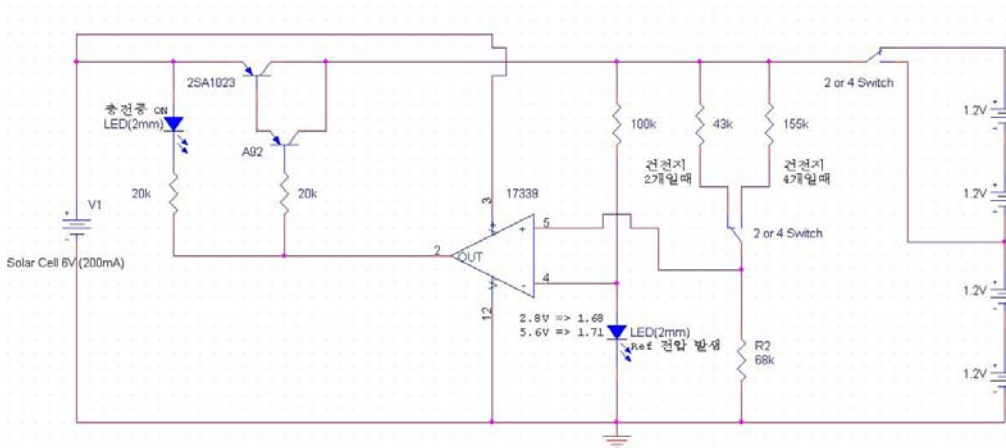 2SA1023
2 or 4 Switch
충전중 ON
LED(2mm)
A92
100k
43k
155k
1.2V
건전지
2개일때
건전지
4개일때
20k
20k
17339
3
5
V1
1.2V
2 or 4 Switch
2
OUT
+
-
4
Solar Cell 6V (200mA)
12
2.8V => 1.68
5.6V => 1.71
LED(2mm)
Ref 전압 발생
1.2V
R2
68k
1.2V